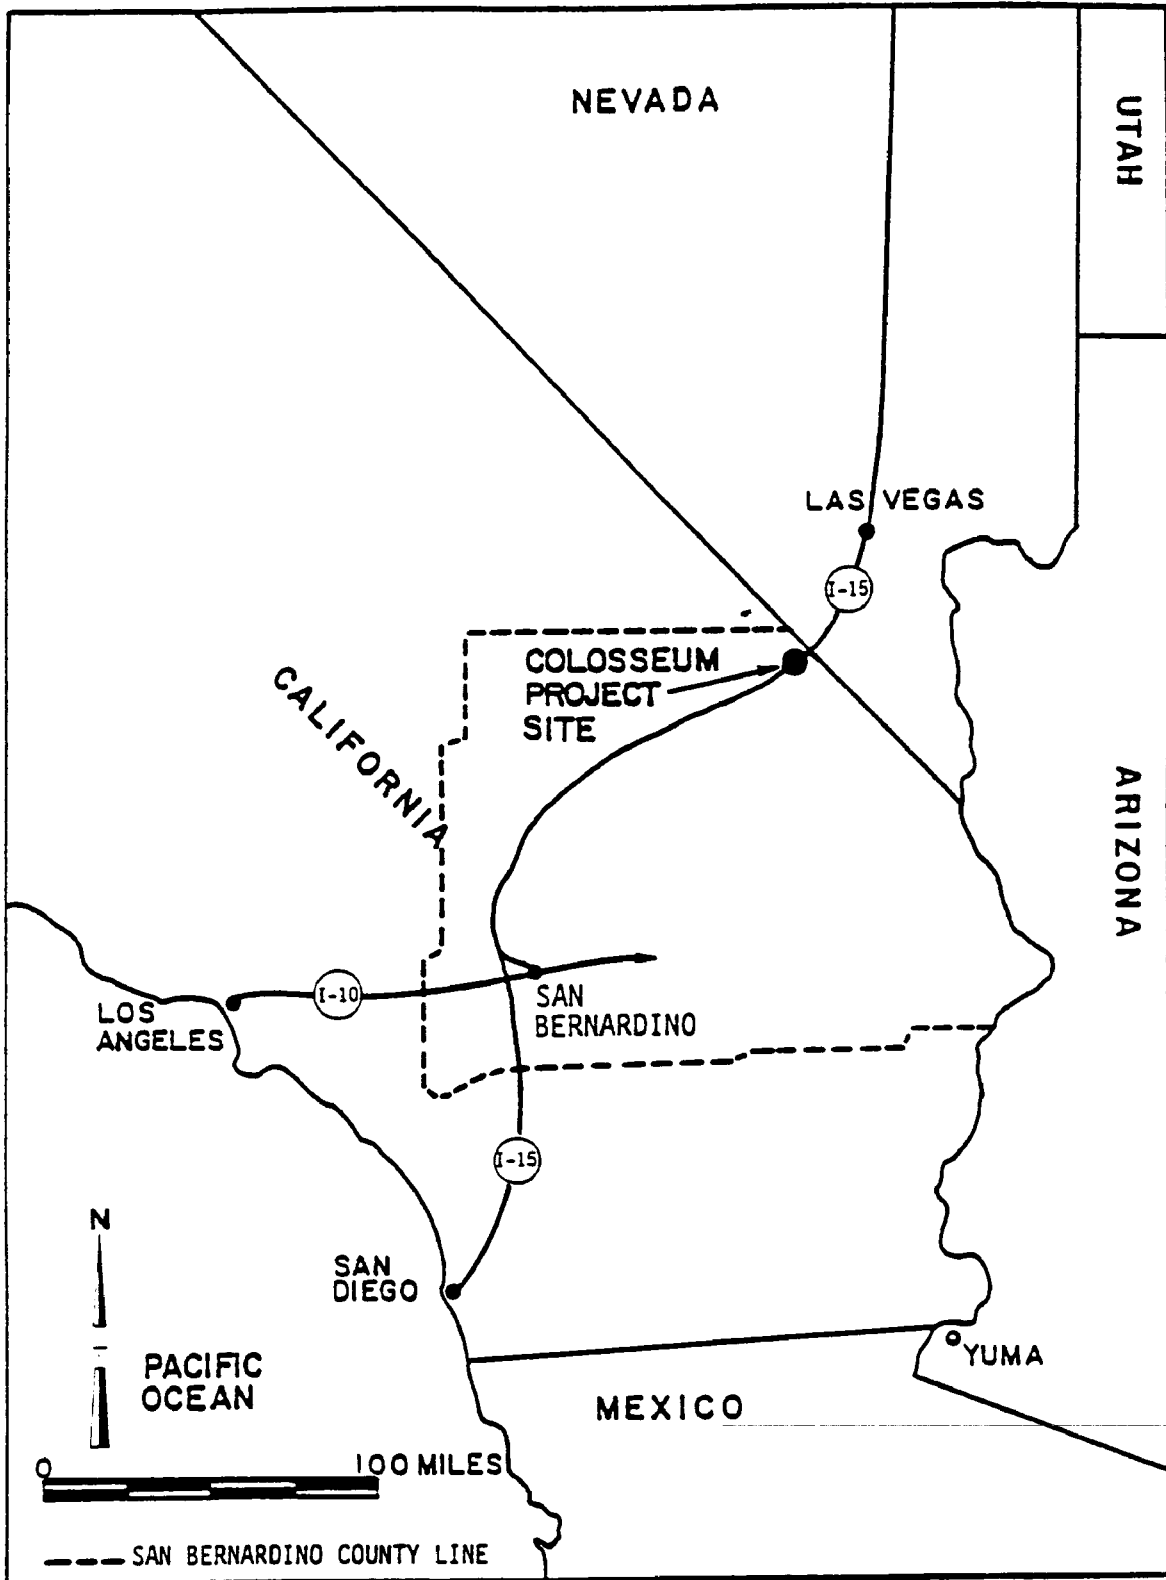 NEVADA
UTAH
LAS VEGAS
I-15
COLOSSEUM
PROJECT
SITE
CALIFORNIA
ARIZONA
I-10
LOS
ANGELES
SAN
BERNARDINO
I-15
N
SAN
DIEGO
PACIFIC
OCEAN
YUMA
MEXICO
0 100 MILES
SAN BERNARDINO COUNTY LINE